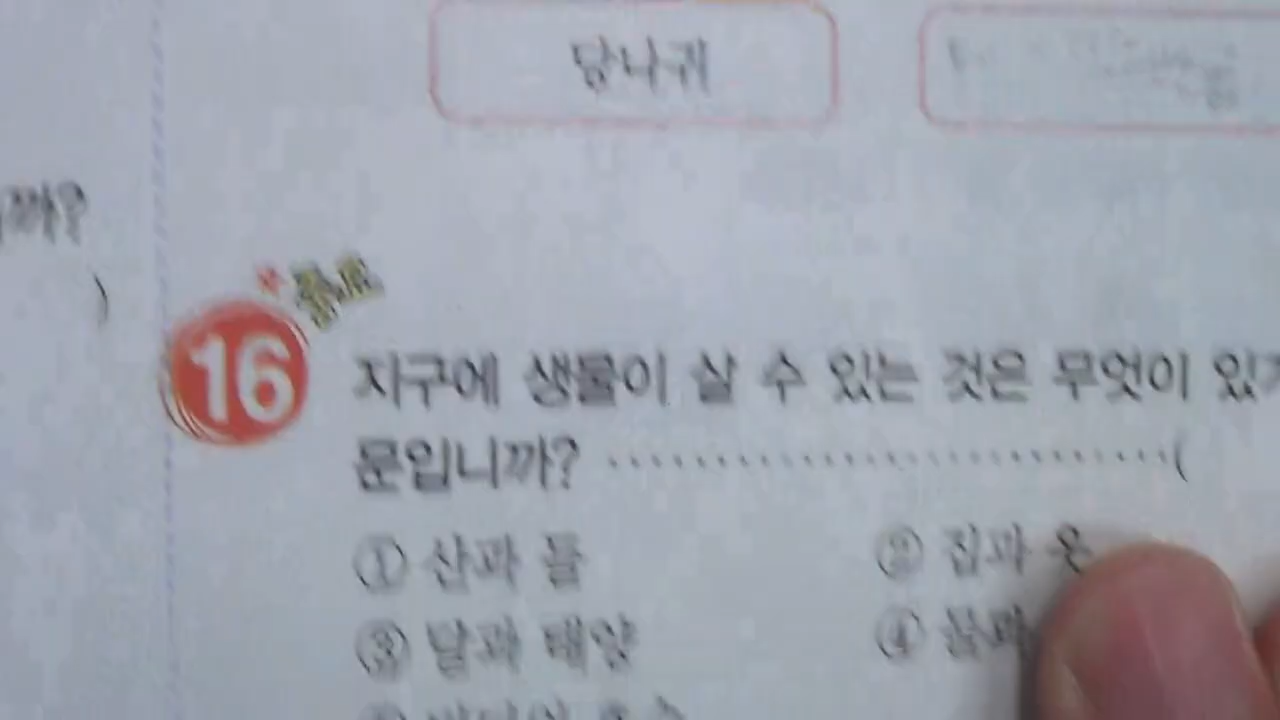 당나귀
까?
)
중요
16
지구에 생물이 살 수 있는 것은 무엇이 있기
문입니까? ·························(
① 산과 들 ② 집과 옷
③ 달과 태양 ④ 물과